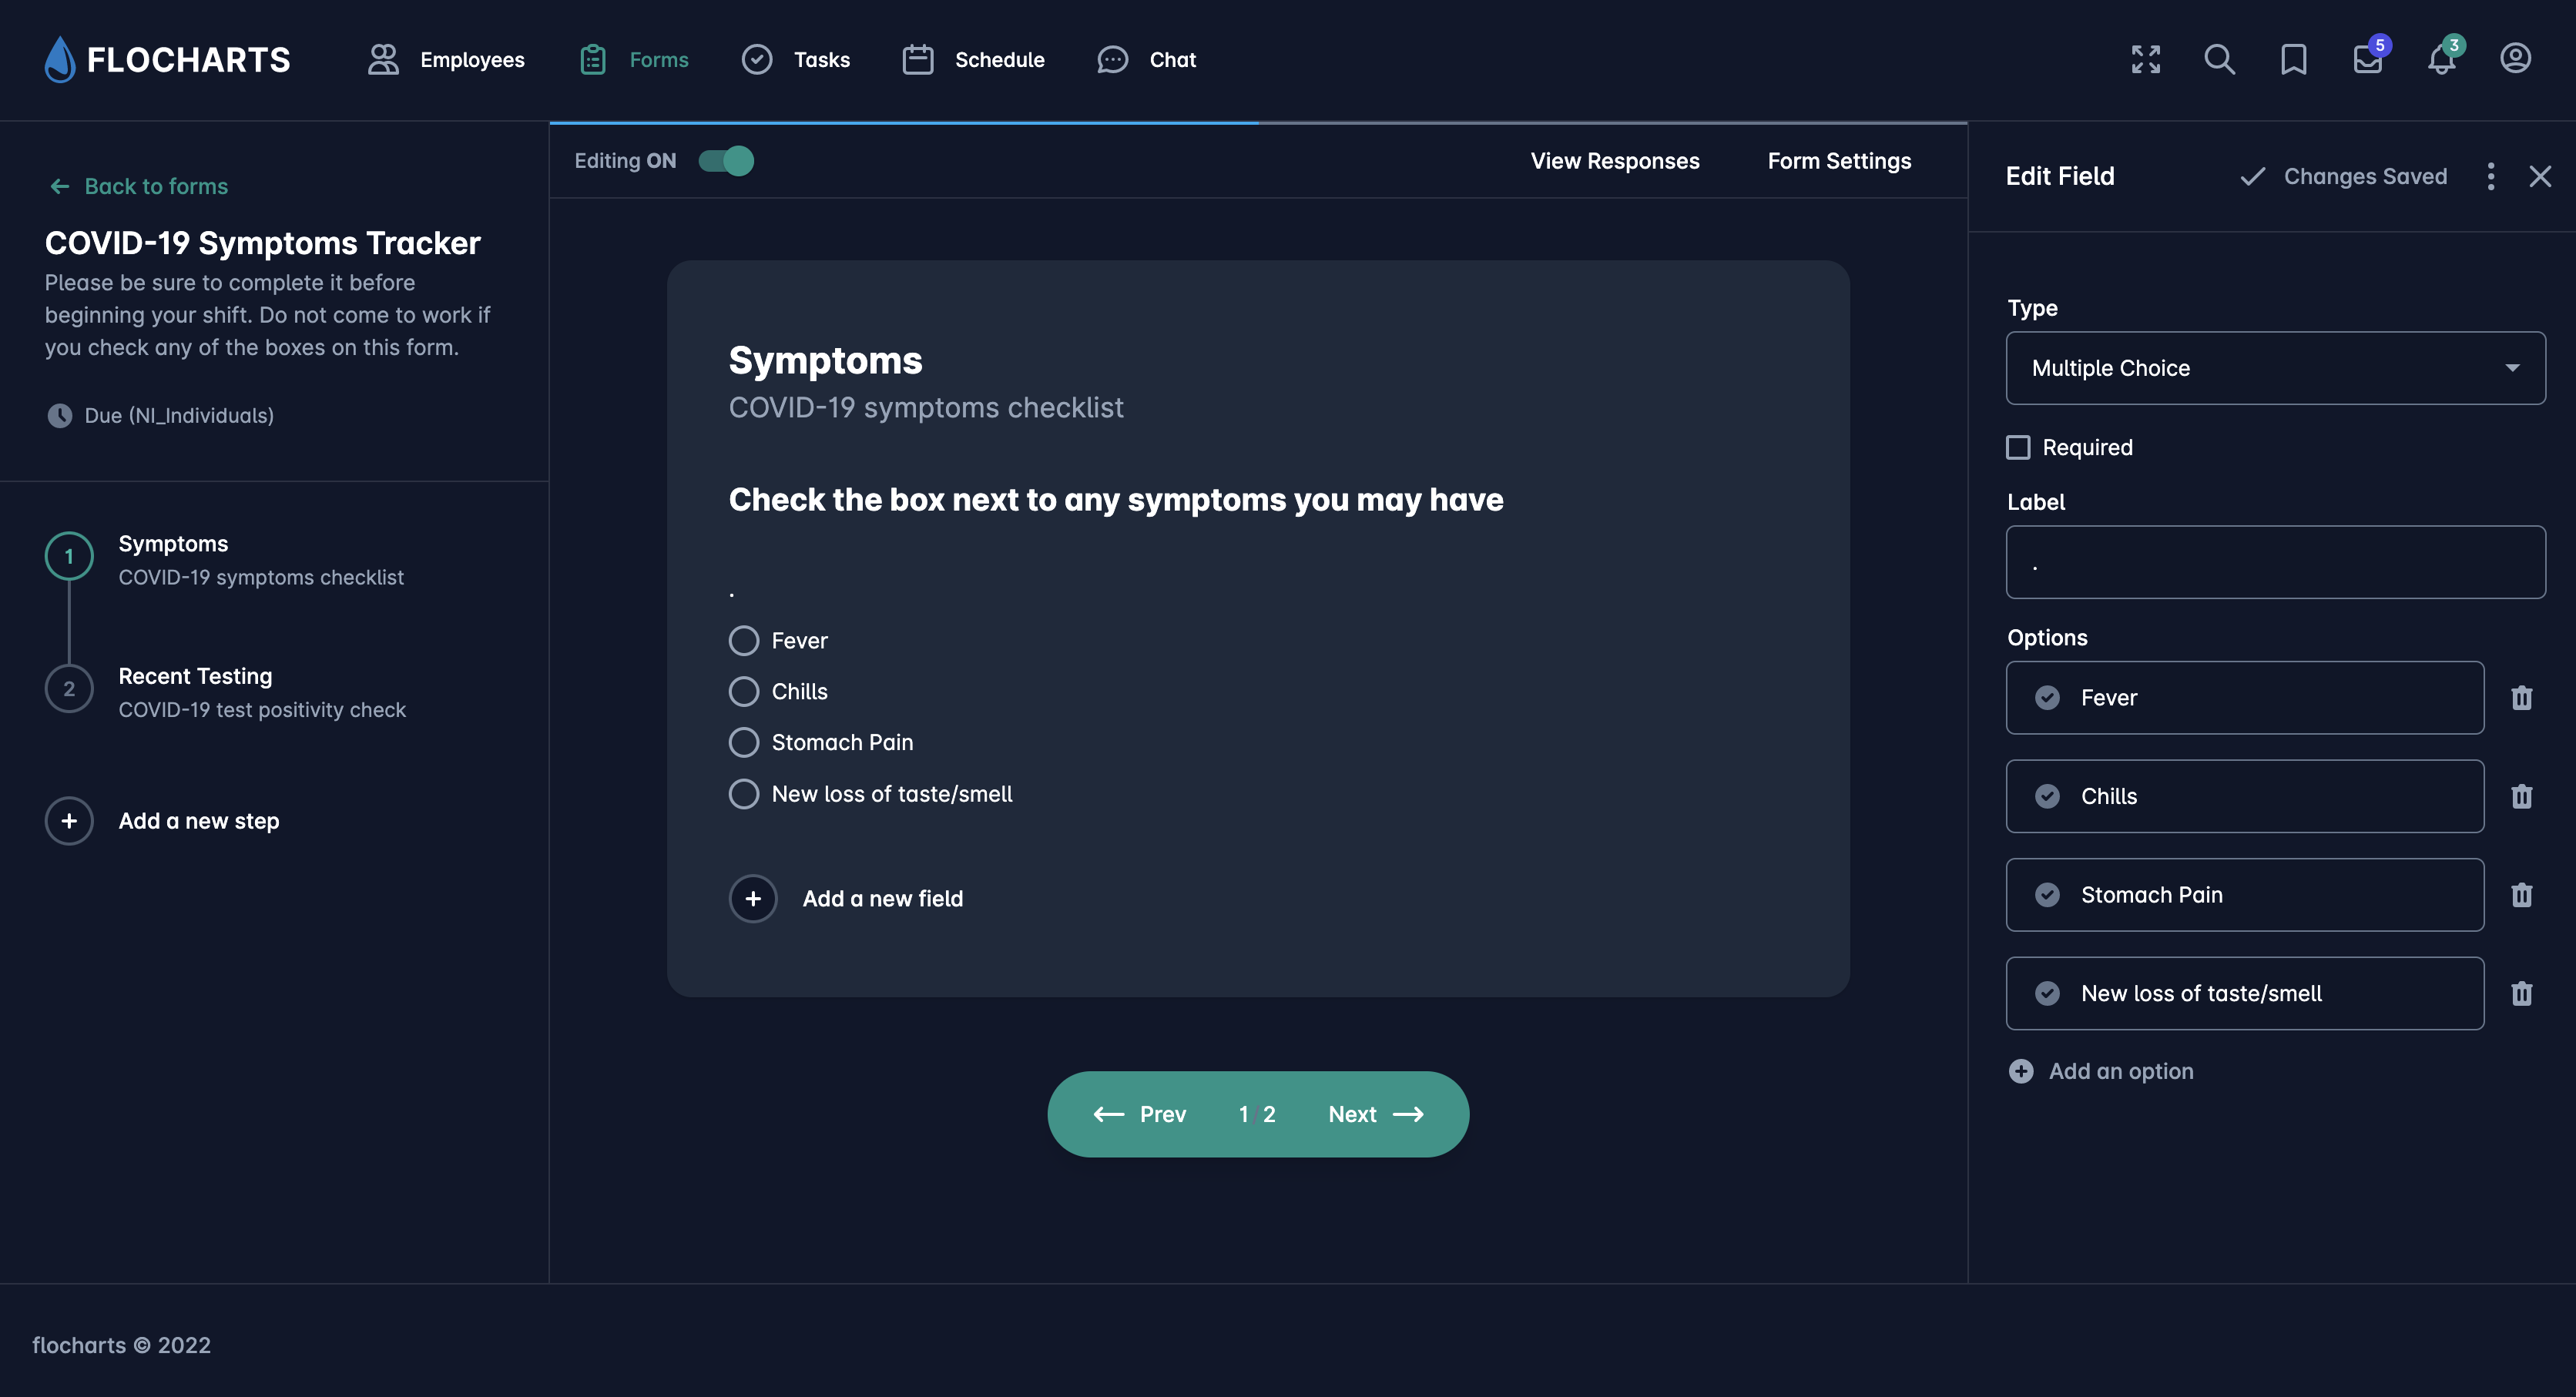 FLOCHARTS
Employees
Forms
Tasks
Schedule
Chat
5
3
Back to forms
COVID-19 Symptoms Tracker
Please be sure to complete it before
beginning your shift. Do not come to work if
you check any of the boxes on this form.
Due (NI_Individuals)
1
Symptoms
COVID-19 symptoms checklist
2
Recent Testing
COVID-19 test positivity check
Add a new step
Editing ON
View Responses
Form Settings
Symptoms
COVID-19 symptoms checklist
Check the box next to any symptoms you may have
.
Fever
Chills
Stomach Pain
New loss of taste/smell
Add a new field
Prev
1 / 2
Next
Edit Field
Changes Saved
Type
Multiple Choice
Required
Label
.
Options
Fever
Chills
Stomach Pain
New loss of taste/smell
Add an option
flocharts © 2022